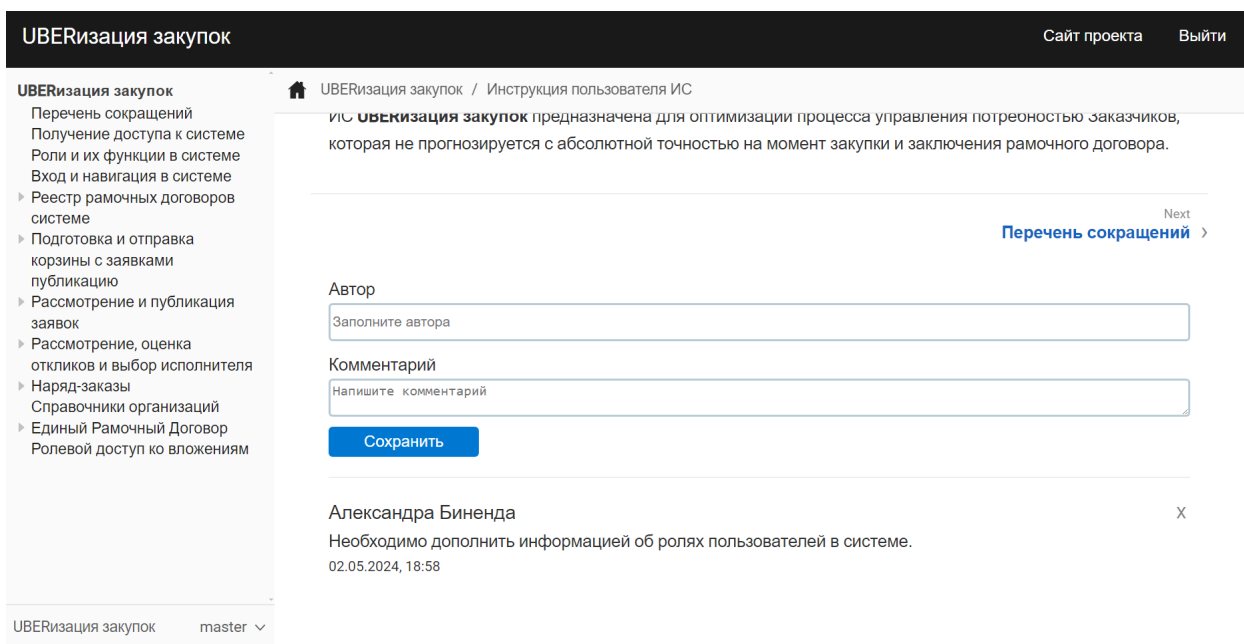 UBERизация закупок
Сайт проекта
Выйти
UBERизация закупок
Перечень сокращений
Получение доступа к системе
Роли и их функции в системе
Вход и навигация в системе
Реестр рамочных договоров
системе
Подготовка и отправка
корзины с заявками
публикацию
Рассмотрение и публикация
заявок
Рассмотрение, оценка
откликов и выбор исполнителя
Наряд-заказы
Справочники организаций
Единый Рамочный Договор
Ролевой доступ ко вложениям
UBERизация закупок
master
UBERизация закупок / Инструкция пользователя ИС
ИС UBERизация закупок предназначена для оптимизации процесса управления потребностью Заказчиков,
которая не прогнозируется с абсолютной точностью на момент закупки и заключения рамочного договора.
Next
Перечень сокращений
Автор
Заполните автора
Комментарий
Напишите комментарий
Сохранить
Александра Биненда
X
Необходимо дополнить информацией об ролях пользователей в системе.
02.05.2024, 18:58